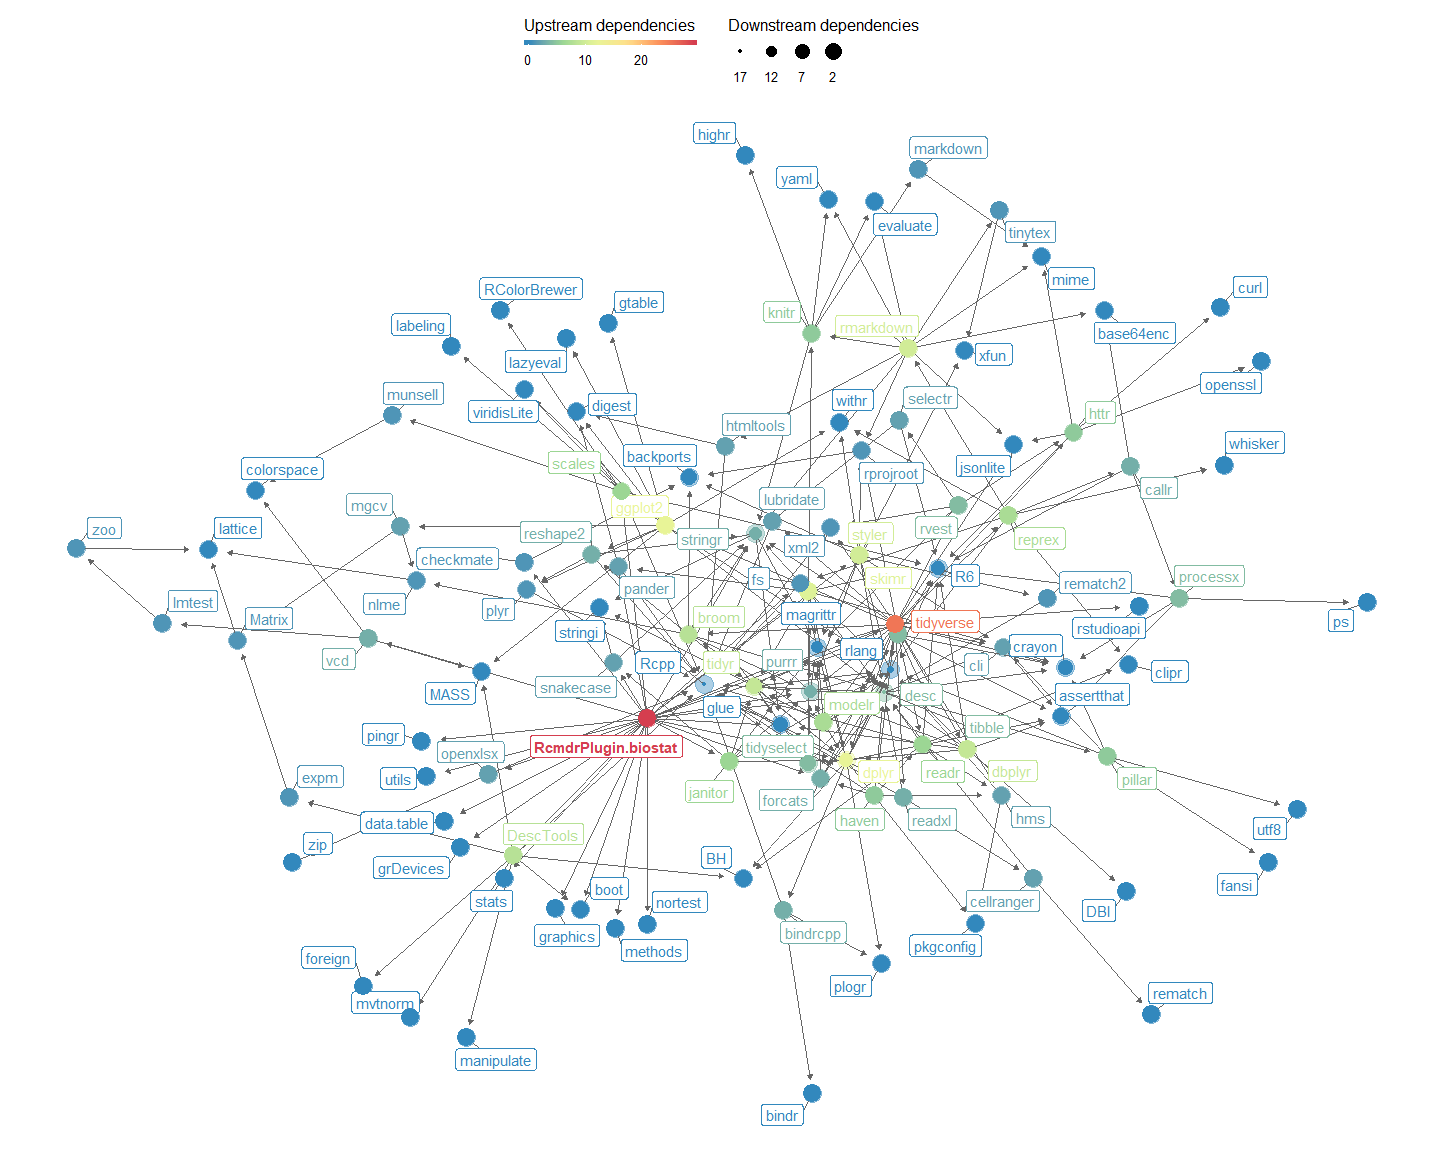 Upstream dependencies
Downstream dependencies
0 10 20
17 12 7 2
highr
markdown
yaml
evaluate
tinytex
mime
curl
RColorBrewer
gtable
labeling
knitr
rmarkdown
base64enc
lazyeval
xfun
openssl
munsell
viridisLite
digest
withr
selectr
httr
htmltools
whisker
colorspace
scales
backports
rprojroot
jsonlite
callr
lubridate
mgcv
ggplot2
zoo
lattice
reshape2
stringr
styler
rvest
reprex
xml2
checkmate
fs
skimr
R6
rematch2
processx
pander
lmtest
nlme
plyr
Matrix
broom
magrittr
tidyverse
ps
stringi
rstudioapi
rlang
crayon
vcd
Rcpp
tidyr
purrr
cli
clipr
snakecase
MASS
desc
assertthat
glue
modelr
tibble
pingr
RcmdrPlugin.biostat
tidyselect
openxlsx
utils
dplyr
readr
dbplyr
pillar
expm
janitor
forcats
haven
readxl
hms
data.table
utf8
zip
DescTools
grDevices
BH
boot
fansi
stats
nortest
cellranger
DBI
graphics
bindrcpp
methods
pkgconfig
foreign
plogr
rematch
mvtnorm
manipulate
bindr